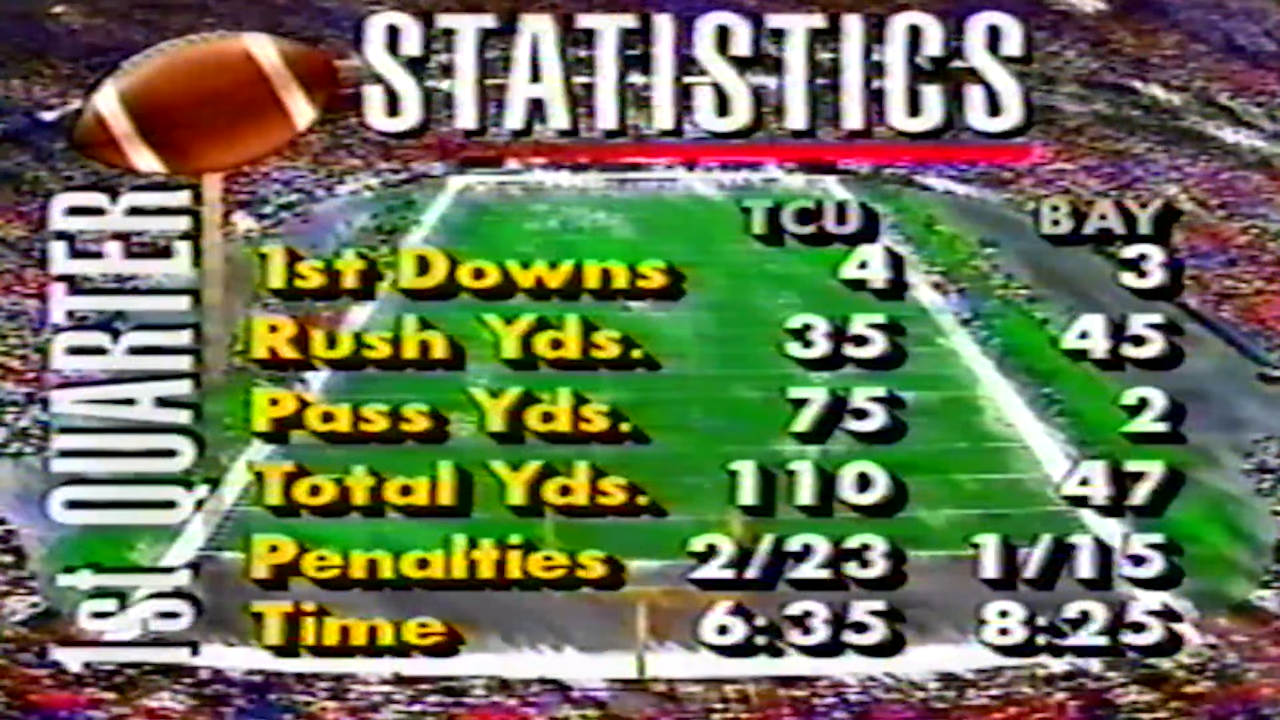 STATISTICS
1st QUARTER
TCU BAY
1st Downs 4 3
Rush Yds. 35 45
Pass Yds. 75 2
Total Yds. 110 47
Penalties 2/23 1/15
Time 6:35 8:25